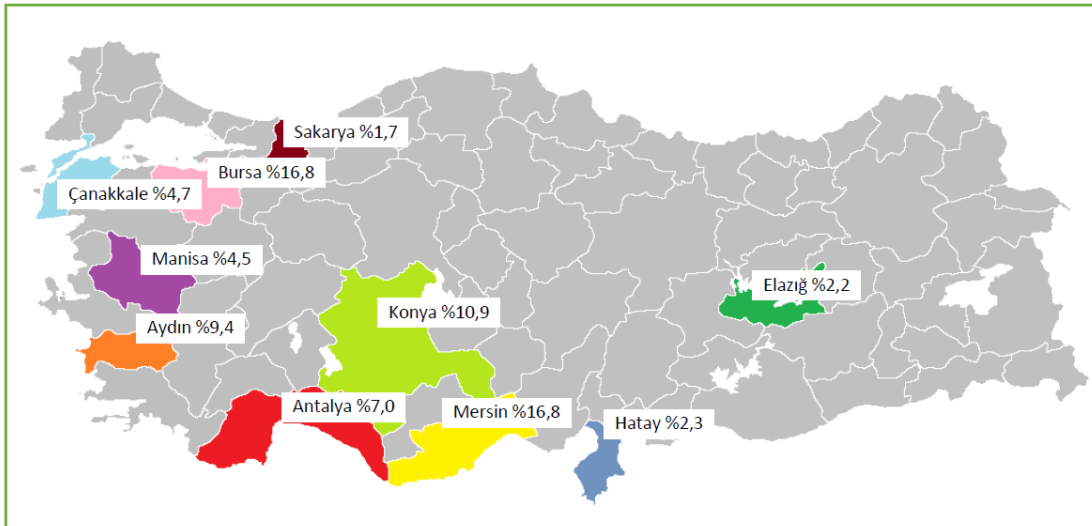 Sakarya %1,7
Bursa %16,8
Çanakkale %4,7
Manisa %4,5
Elazığ %2,2
Konya %10,9
Aydın %9,4
Antalya %7,0
Mersin %16,8
Hatay %2,3